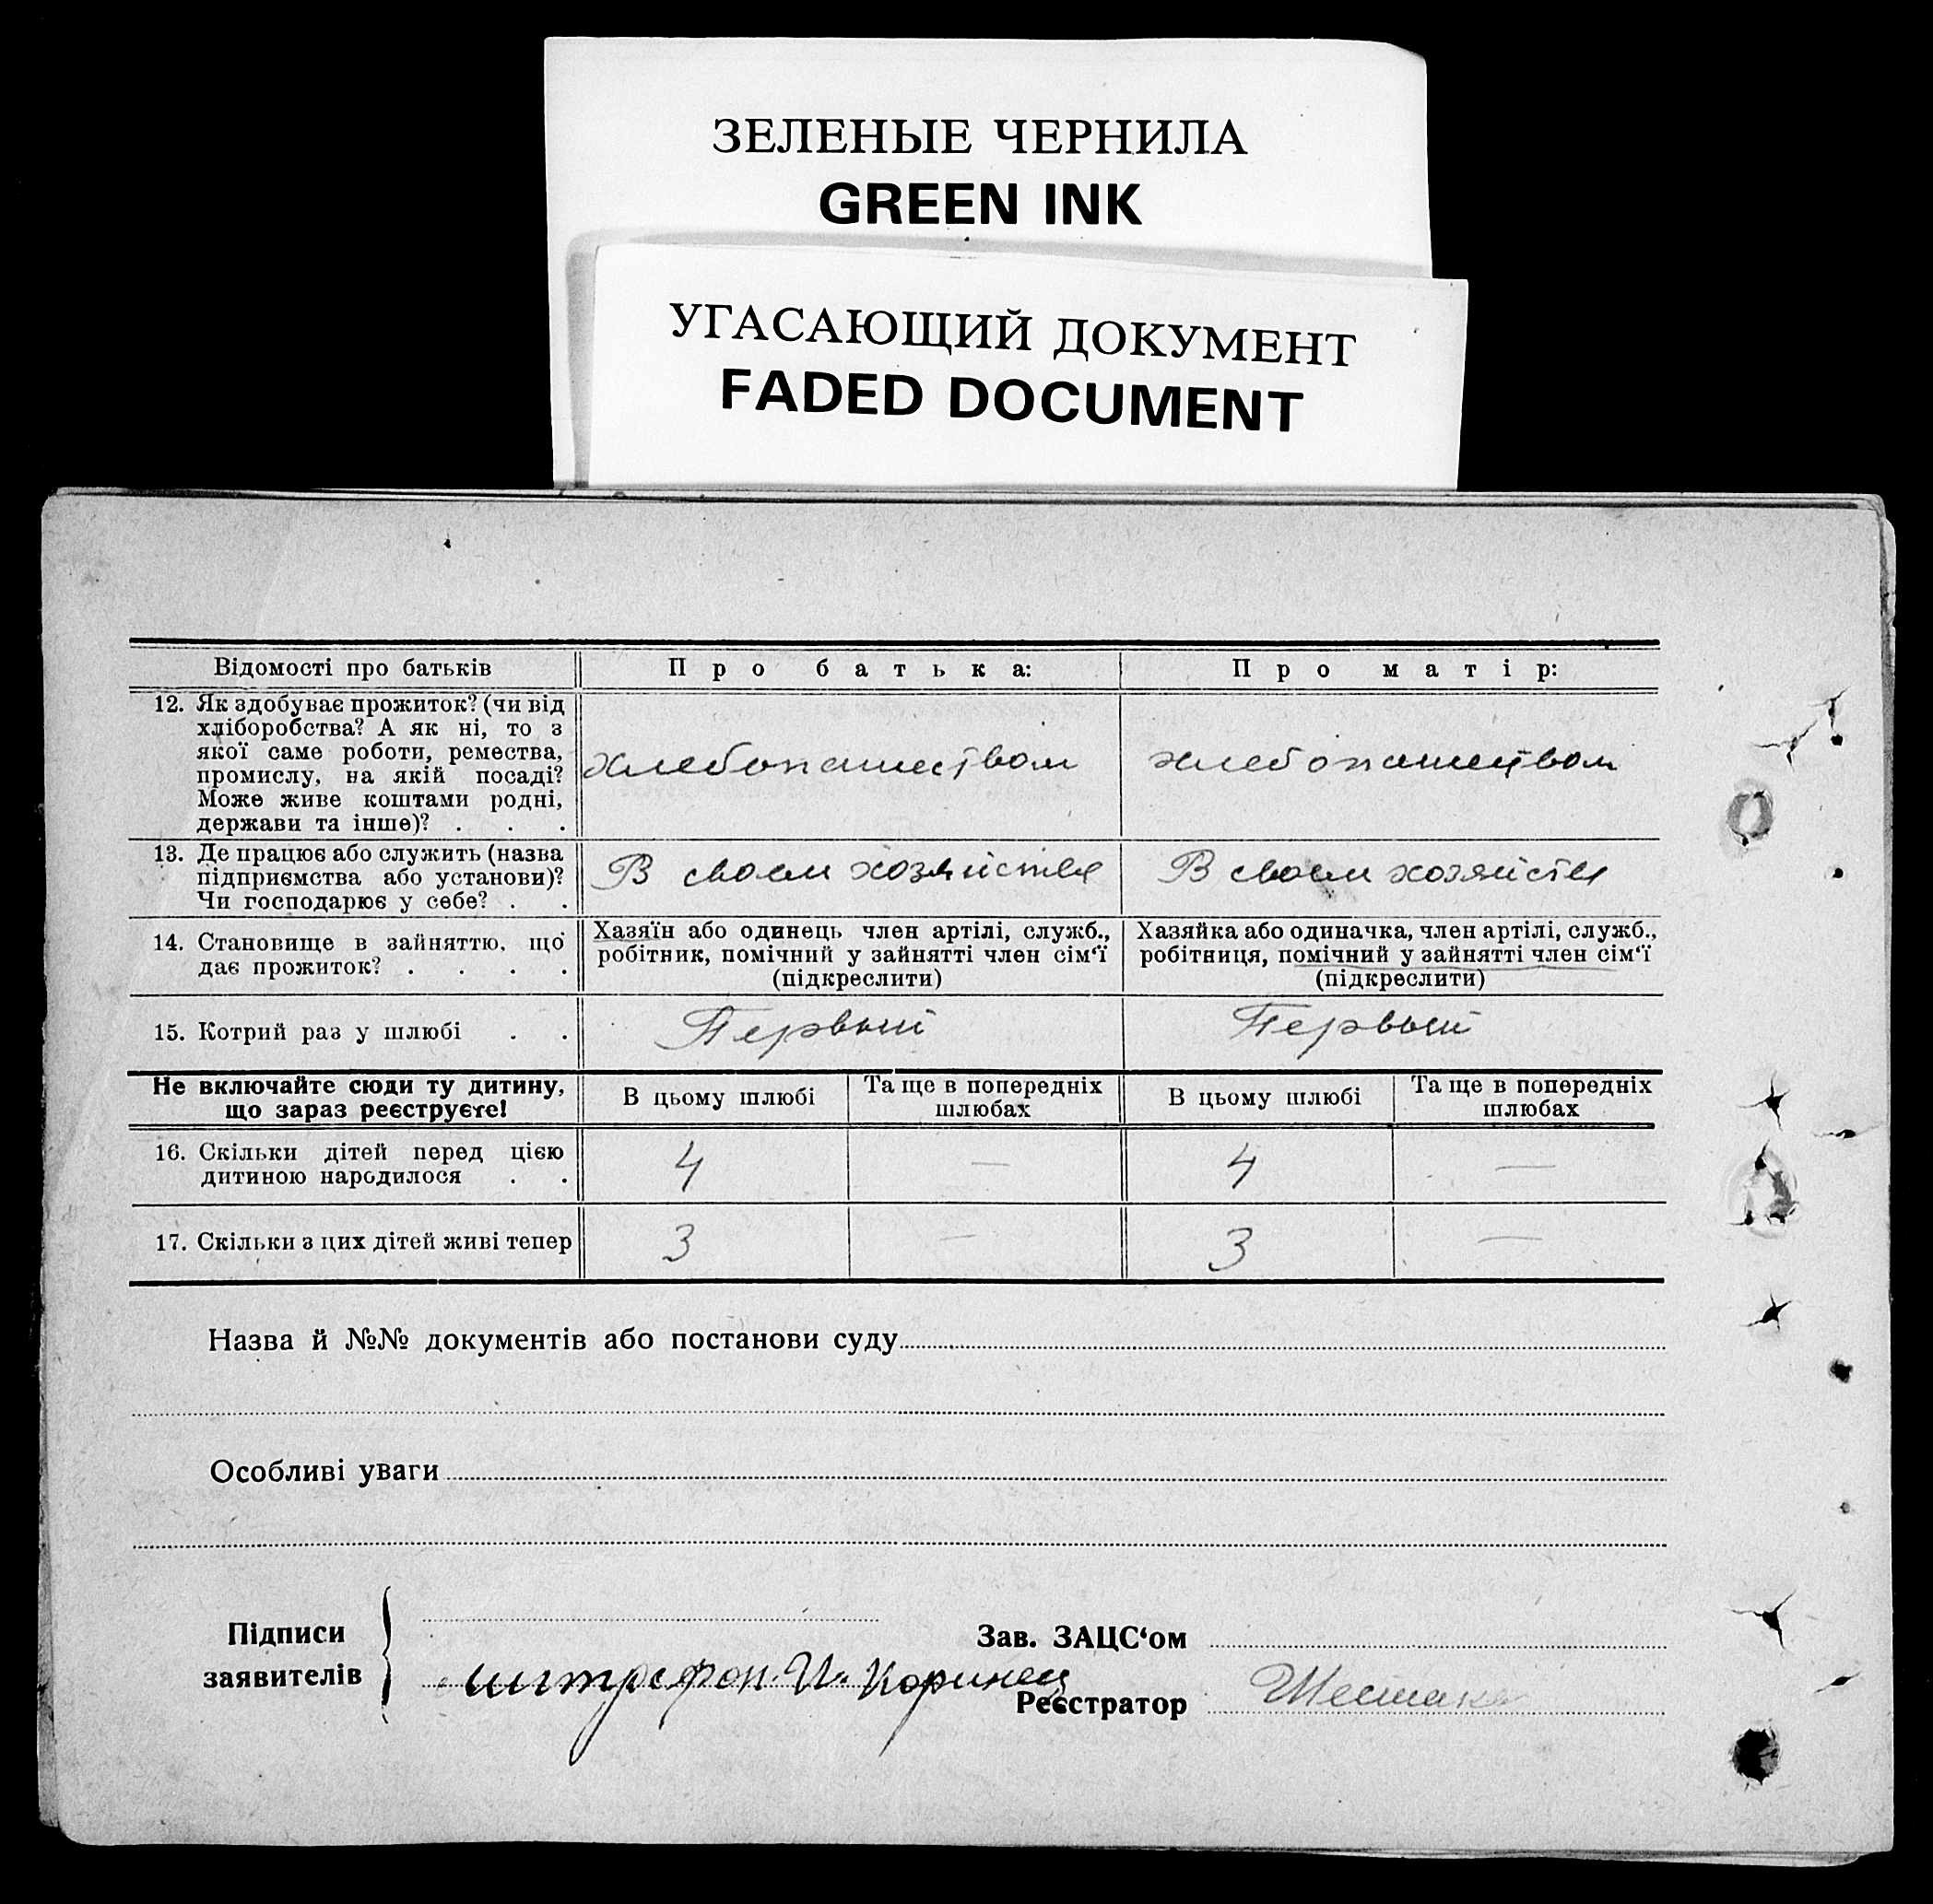 ЗЕЛЕНЫЕ ЧЕРНИЛА
GREEN INK
УГАСАЮЩИЙ ДОКУМЕНТ
FADED DOCUMENT
Відомості про батьків
Про батька:
Про матір:
12. Як здобуває прожиток? (чи від
хліборобства? А як ні, то з
якої саме роботи, ремества,
промислу, на якій посаді?
Може живе коштами родні,
держави та інше)? . . .
хлебопашеством
хлебопашеством
13. Де працює або служить (назва
підприємства або установи)?
Чи господарює у себе? . .
В своем хозяйстве
В своем хозяйстве
14. Становище в зайняттю, що
дає прожиток? . . . .
Хазяїн або одинець член артілі, служб.,
робітник, помічний у зайнятті член сім‘ї
(підкреслити)
Хазяйка або одиначка, член артілі, служб.,
робітниця, помічний у зайнятті член сім‘ї
(підкреслити)
15. Котрий раз у шлюбі . .
Первый
Первый
Не включайте сюди ту дитину,
що зараз реєструєте!
В цьому шлюбі
Та ще в попередніх
шлюбах
В цьому шлюбі
Та ще в попередніх
шлюбах
16. Скільки дітей перед цією
дитиною народилося . .
4
—
4
—
17. Скільки з цих дітей живі тепер
3
—
3
—
Назва й №№ документів або постанови суду
Особливі уваги
Підписи
заявителів
Митрофон И. Коринец
Зав. ЗАЦС‘ом
Реєстратор